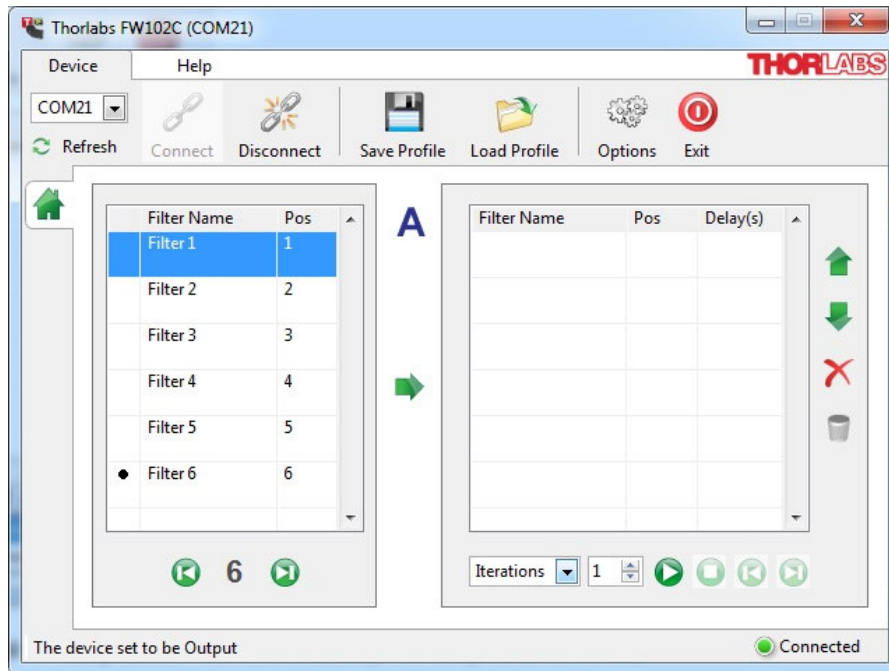 Thorlabs FW102C (COM21)
Device Help
THORLABS
COM21
Refresh
Connect
Disconnect
Save Profile
Load Profile
Options
Exit
Filter Name Pos
Filter 1 1
Filter 2 2
Filter 3 3
Filter 4 4
Filter 5 5
Filter 6 6
6
A
Filter Name Pos Delay(s)
Iterations 1
The device set to be Output
Connected